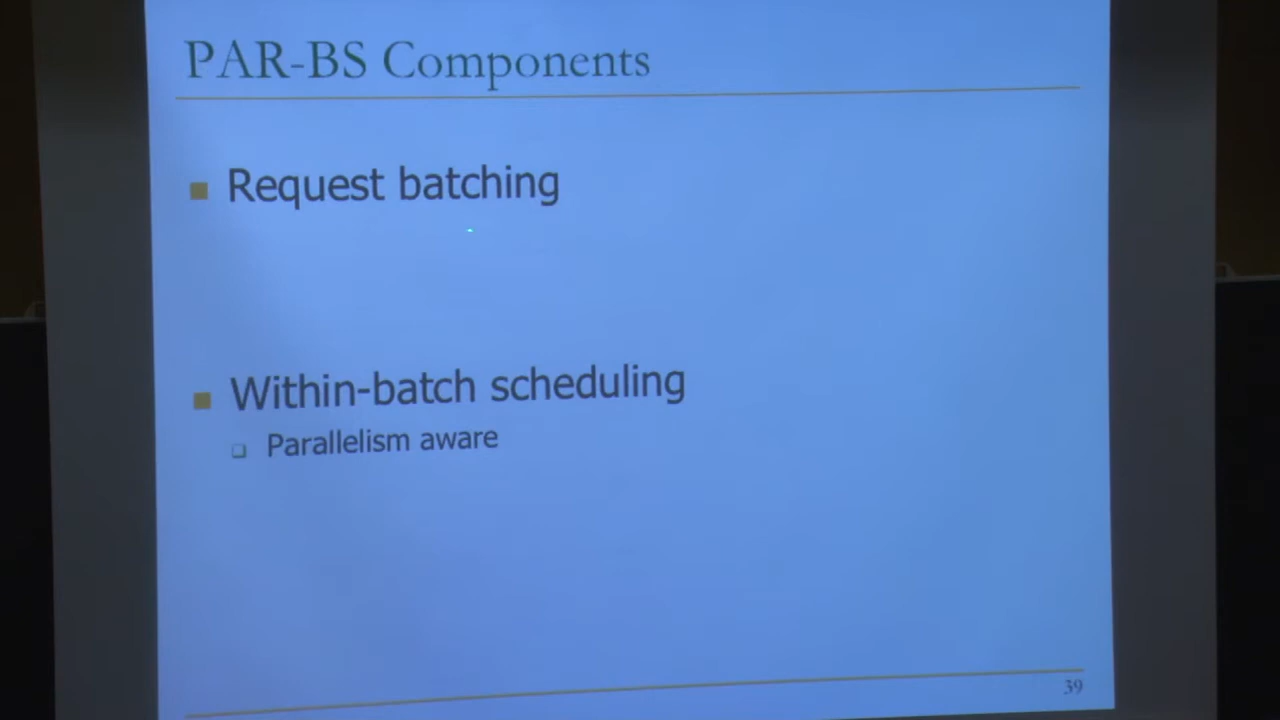 PAR-BS Components
Request batching
Within-batch scheduling
Parallelism aware
39